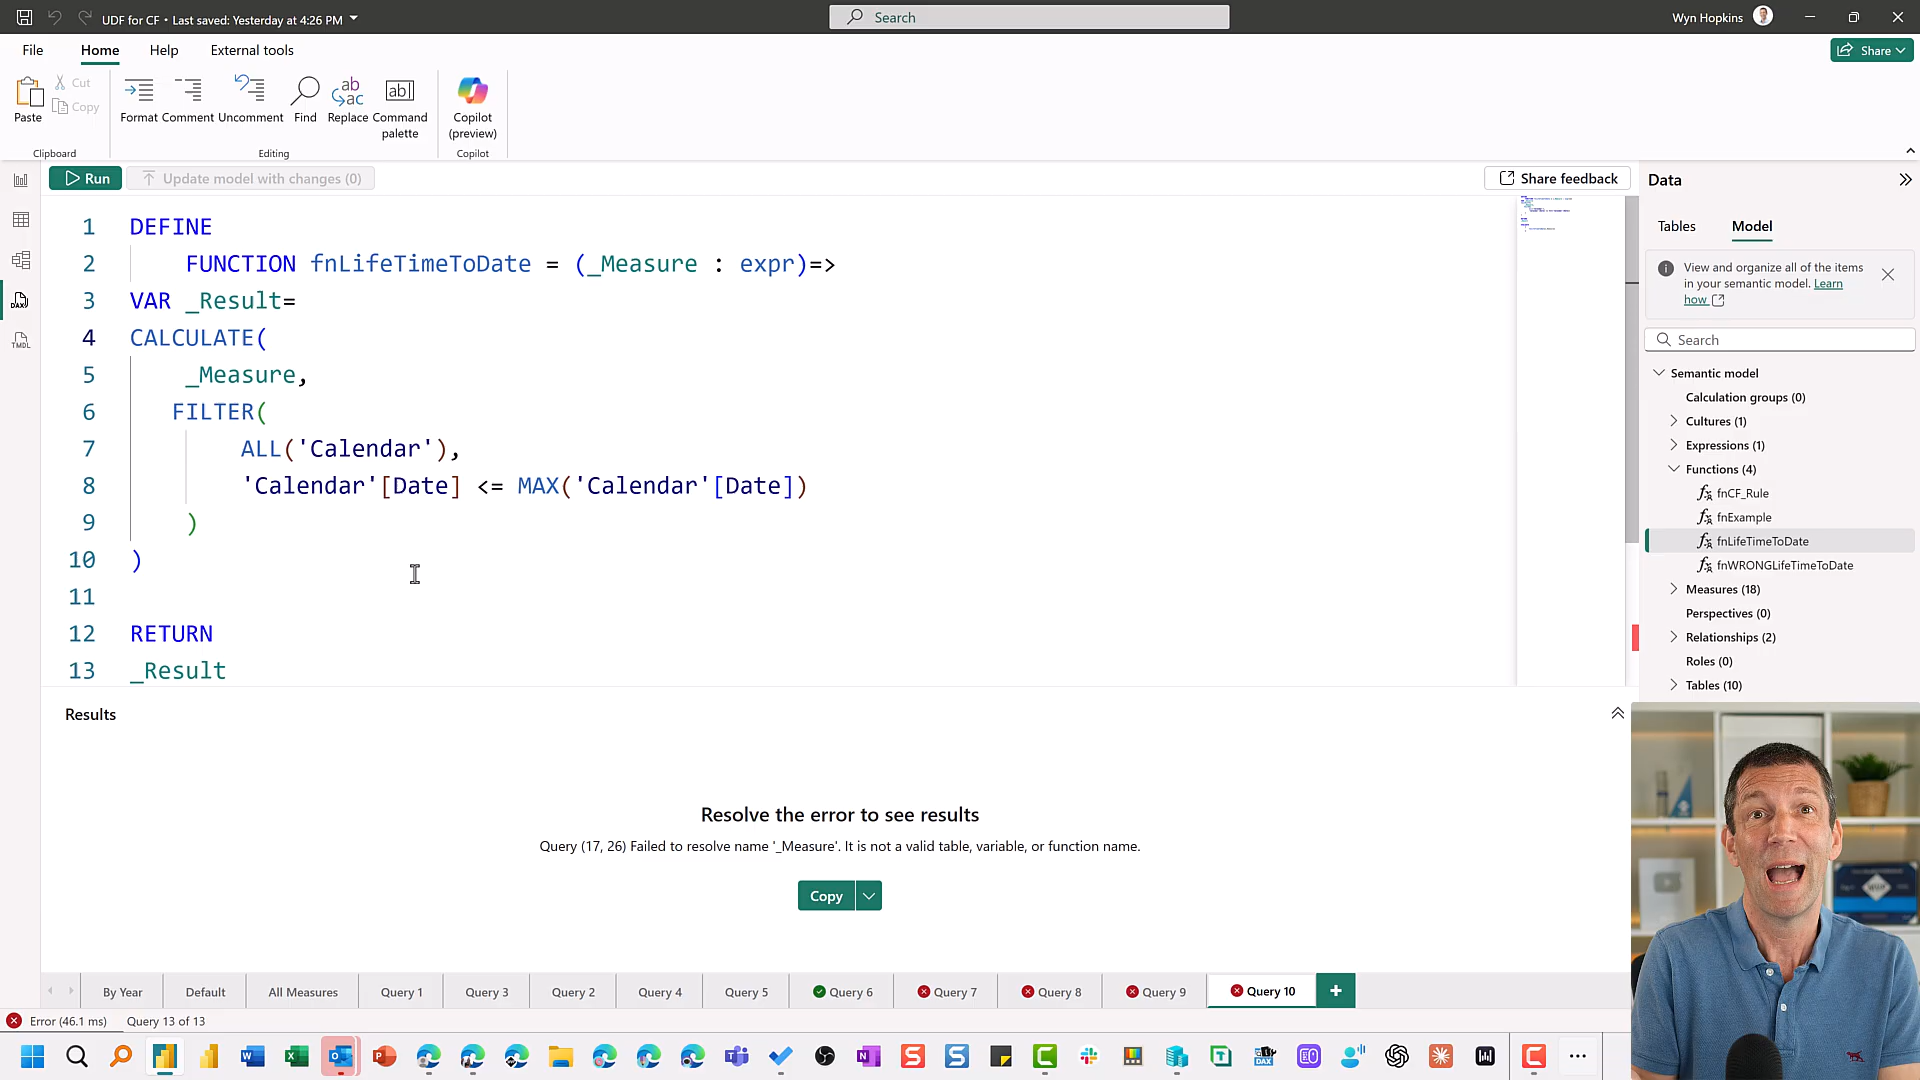 UDF for CF • Last saved: Yesterday at 4:26 PM
Search
Wyn Hopkins
File
Home
Help
External tools
Share
Paste
Cut
Copy
Format
Comment
Uncomment
Find
Replace
Command palette
Copilot (preview)
Clipboard
Editing
Copilot
Run
Update model with changes (0)
Share feedback
1 DEFINE
2 FUNCTION fnLifeTimeToDate = (_Measure : expr)=>
3 VAR _Result=
4 CALCULATE(
5 _Measure,
6 FILTER(
7 ALL('Calendar'),
8 'Calendar'[Date] <= MAX('Calendar'[Date])
9 )
10 )
11
12 RETURN
13 _Result
Data
Tables
Model
View and organize all of the items
in your semantic model. Learn
how
Search
Semantic model
Calculation groups (0)
Cultures (1)
Expressions (1)
Functions (4)
fnCF_Rule
fnExample
fnLifeTimeToDate
fnWRONGLifeTimeToDate
Measures (18)
Perspectives (0)
Relationships (2)
Roles (0)
Tables (10)
Results
Resolve the error to see results
Query (17, 26) Failed to resolve name '_Measure'. It is not a valid table, variable, or function name.
Copy
By Year
Default
All Measures
Query 1
Query 3
Query 2
Query 4
Query 5
Query 6
Query 7
Query 8
Query 9
Query 10
Error (46.1 ms)
Query 13 of 13